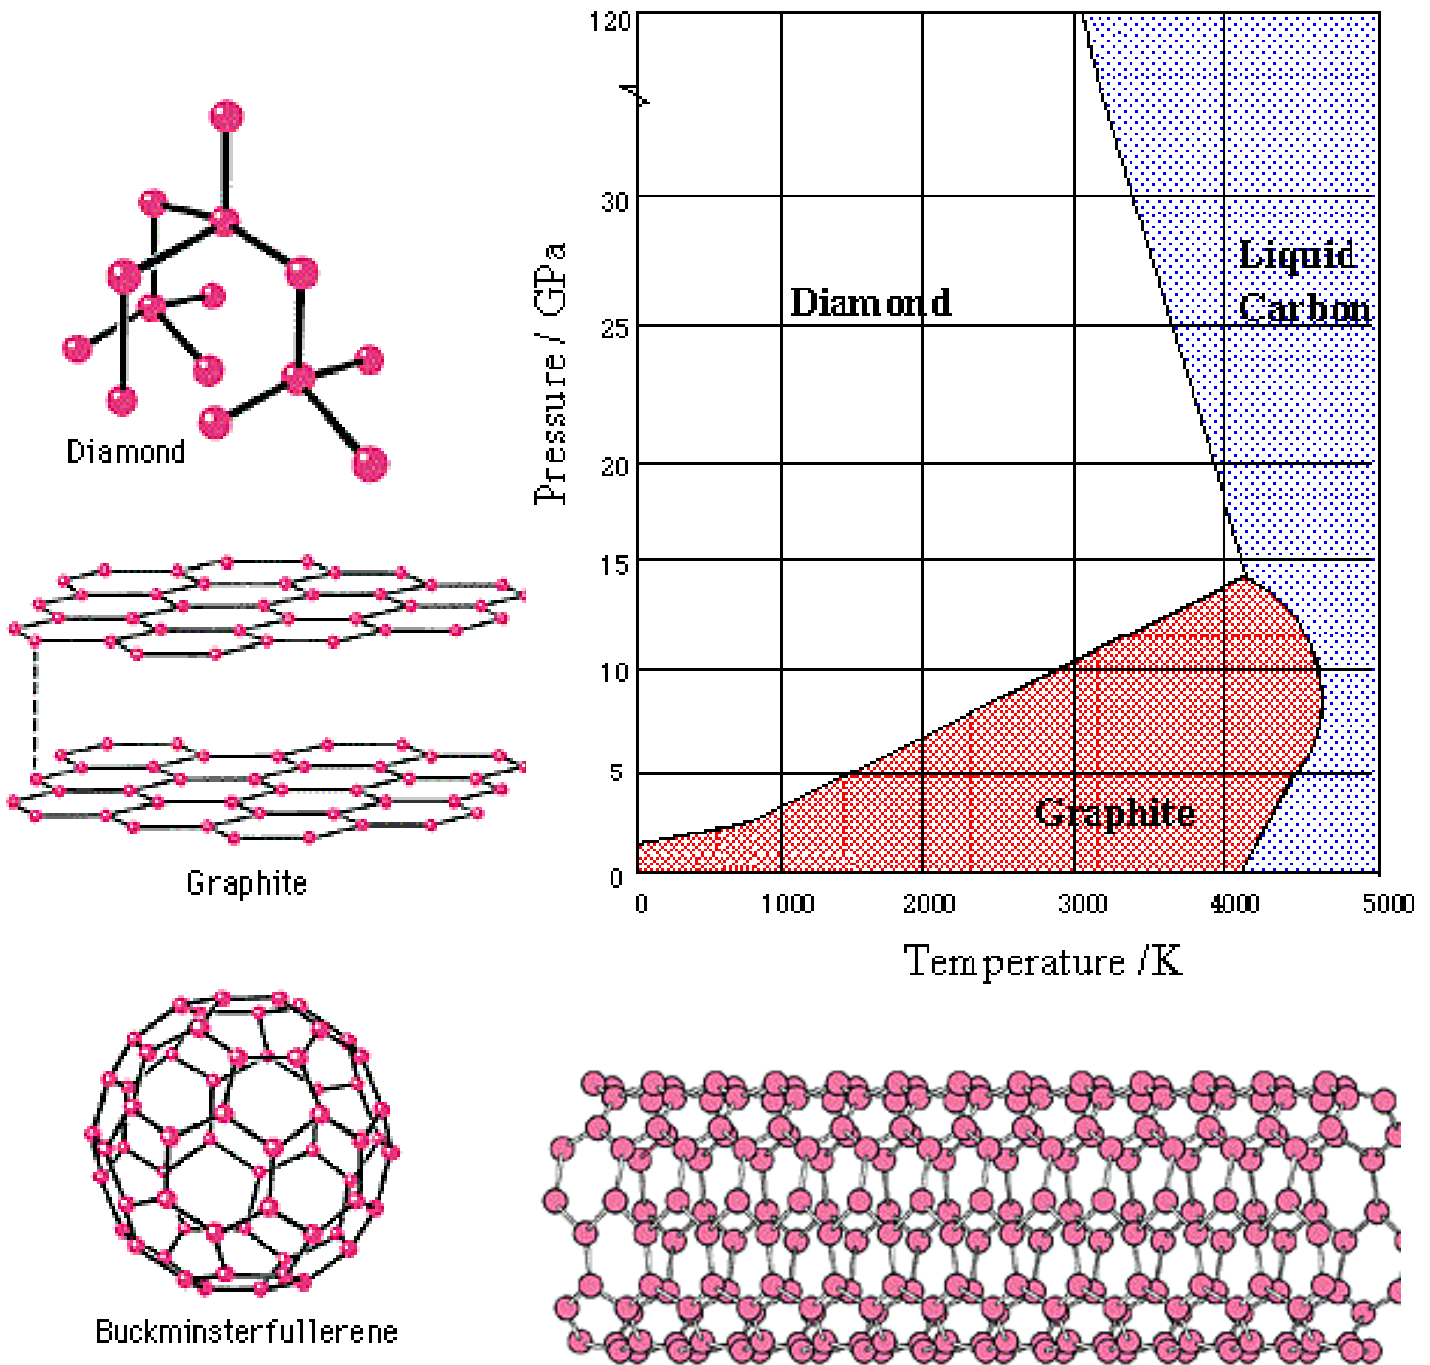 120
30
25
20
15
10
5
0
Pressure / GPa
Diamond
Liquid
Carbon
Graphite
0 1000 2000 3000 4000 5000
Temperature /K
Diamond
Graphite
Buckminsterfullerene